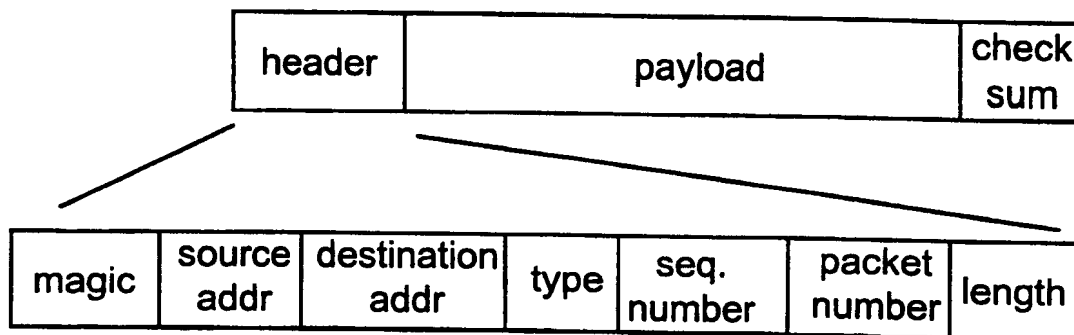 header
payload
check
sum
magic
source
addr
destination
addr
type
seq.
number
packet
number
length